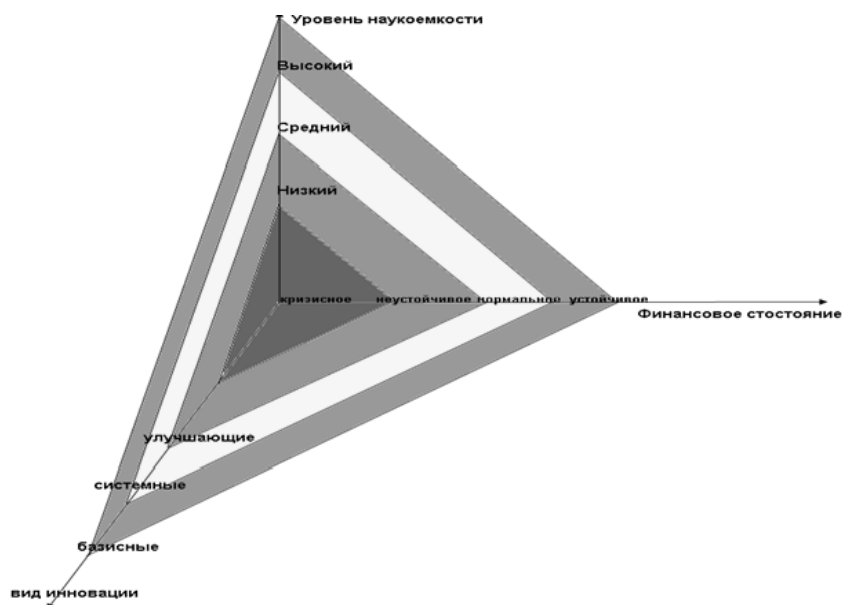 Уровень наукоемкости
Высокий
Средний
Низкий
кризисное неустойчивое нормальное устойчивое
Финансовое стостояние
улучшающие
системные
базисные
вид инновации